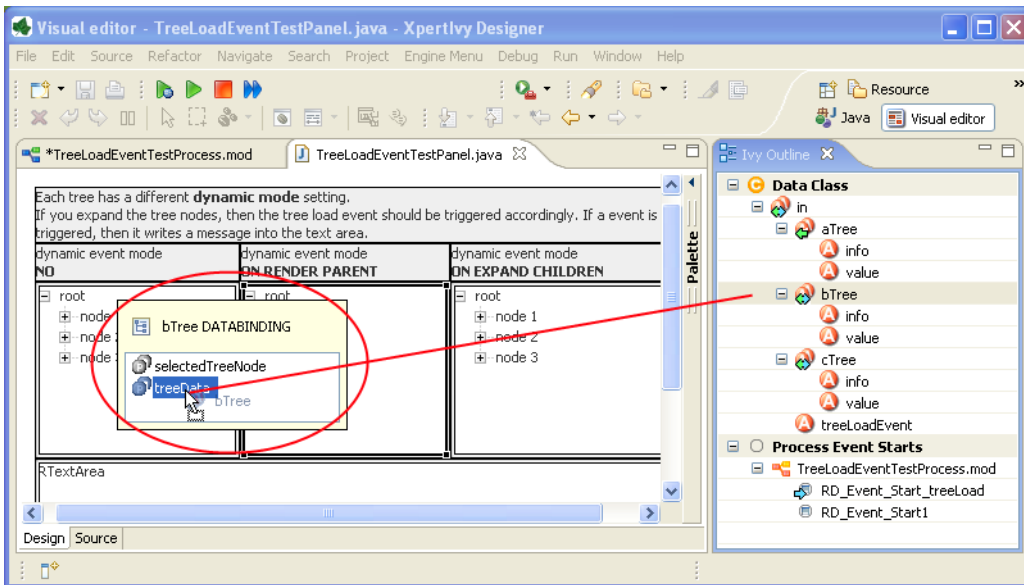 Visual editor - TreeLoadEventTestPanel.java - XpertIvy Designer
File Edit Source Refactor Navigate Search Project Engine Menu Debug Run Window Help
Resource
Java Visual editor
*TreeLoadEventTestProcess.mod
TreeLoadEventTestPanel.java
Each tree has a different dynamic mode setting.
If you expand the tree nodes, then the tree load event should be triggered accordingly. If a event is
triggered, then it writes a message into the text area.
dynamic event mode
NO
dynamic event mode
ON RENDER PARENT
dynamic event mode
ON EXPAND CHILDREN
root
node
node
node
root
bTree DATABINDING
selectedTreeNode
treeData
bTree
root
node 1
node 2
node 3
RTextArea
Palette
Design Source
Ivy Outline
Data Class
in
aTree
info
value
bTree
info
value
cTree
info
value
treeLoadEvent
Process Event Starts
TreeLoadEventTestProcess.mod
RD_Event_Start_treeLoad
RD_Event_Start1